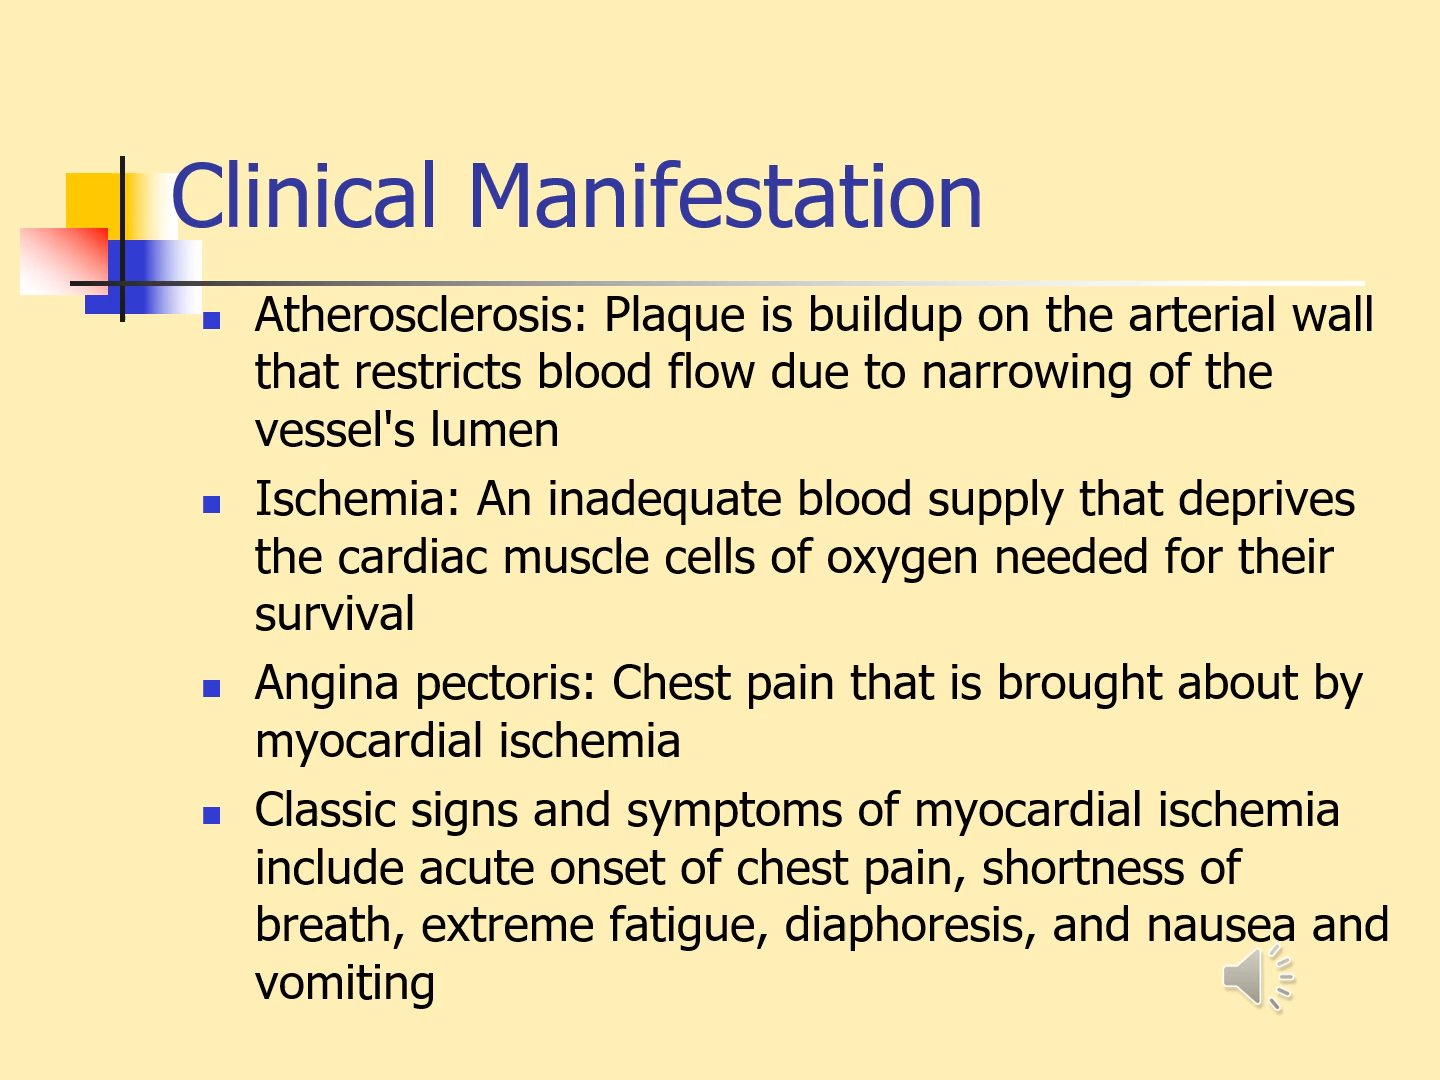 Clinical Manifestation
Atherosclerosis: Plaque is buildup on the arterial wall
that restricts blood flow due to narrowing of the
vessel's lumen
Ischemia: An inadequate blood supply that deprives
the cardiac muscle cells of oxygen needed for their
survival
Angina pectoris: Chest pain that is brought about by
myocardial ischemia
Classic signs and symptoms of myocardial ischemia
include acute onset of chest pain, shortness of
breath, extreme fatigue, diaphoresis, and nausea and
vomiting